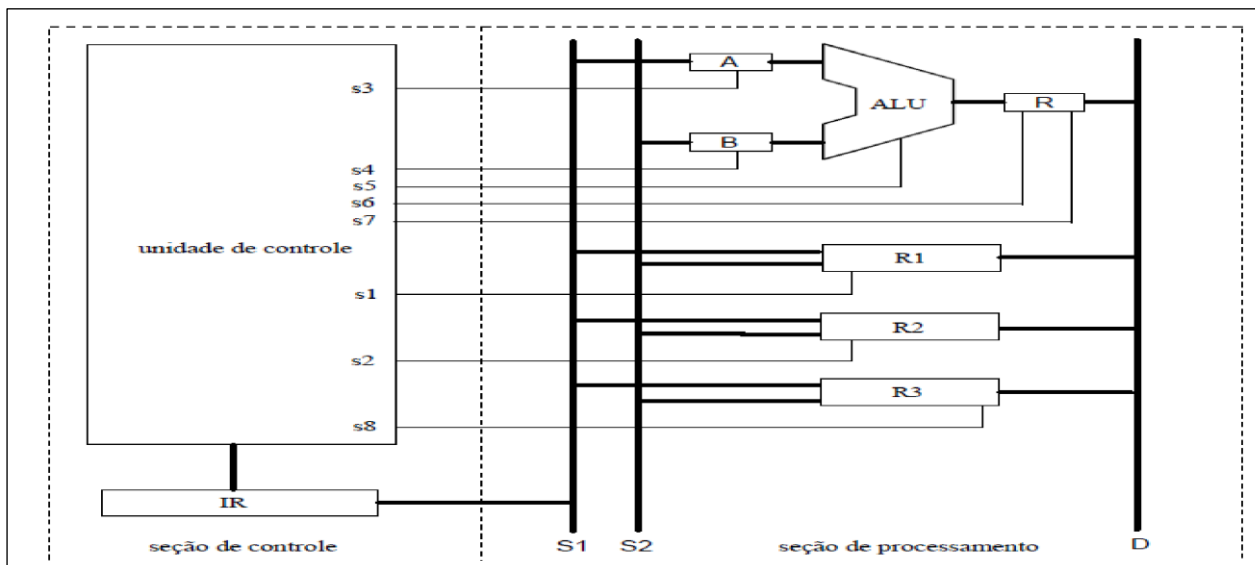 A
s3
ALU
R
B
s4
s5
s6
s7
unidade de controle
R1
s1
R2
s2
R3
s8
IR
seção de controle
S1
S2
seção de processamento
D